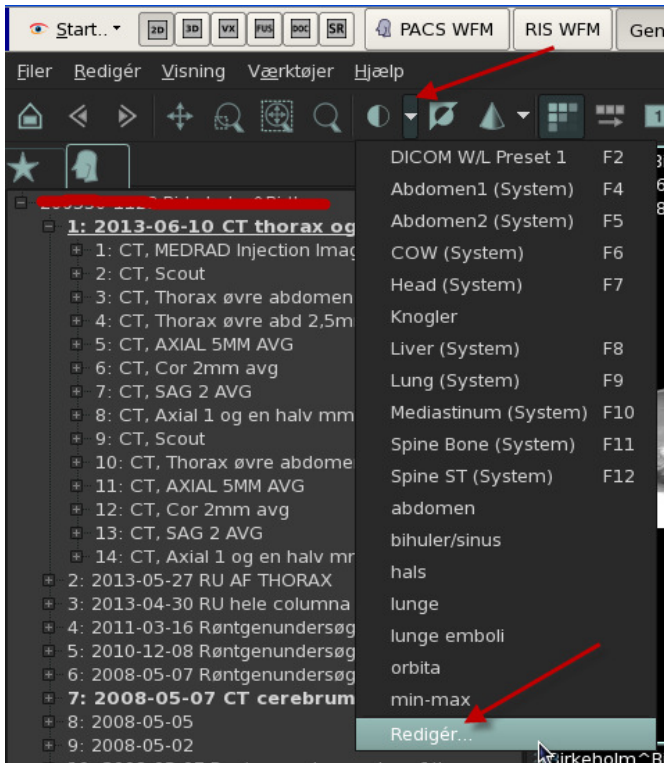 Start.. 2D 3D VX FUS DOC SR PACS WFM RIS WFM Gen
Filer Redigér Visning Værktøjer Hjælp
1
1: 2013-06-10 CT thorax og
1: CT, MEDRAD Injection Imag
2: CT, Scout
3: CT, Thorax øvre abdomen
4: CT, Thorax øvre abd 2,5m
5: CT, AXIAL 5MM AVG
6: CT, Cor 2mm avg
7: CT, SAG 2 AVG
8: CT, Axial 1 og en halv mm
9: CT, Scout
10: CT, Thorax øvre abdome
11: CT, AXIAL 5MM AVG
12: CT, Cor 2mm avg
13: CT, SAG 2 AVG
14: CT, Axial 1 og en halv mr
2: 2013-05-27 RU AF THORAX
3: 2013-04-30 RU hele columna
4: 2011-03-16 Røntgenundersøg
5: 2010-12-08 Røntgenundersøg
6: 2008-05-07 Røntgenundersøg
7: 2008-05-07 CT cerebrum
8: 2008-05-05
9: 2008-05-02
DICOM W/L Preset 1 F2
Abdomen1 (System) F4
Abdomen2 (System) F5
COW (System) F6
Head (System) F7
Knogler
Liver (System) F8
Lung (System) F9
Mediastinum (System) F10
Spine Bone (System) F11
Spine ST (System) F12
abdomen
bihuler/sinus
hals
lunge
lunge emboli
orbita
min-max
Redigér...
Birkeholm^B